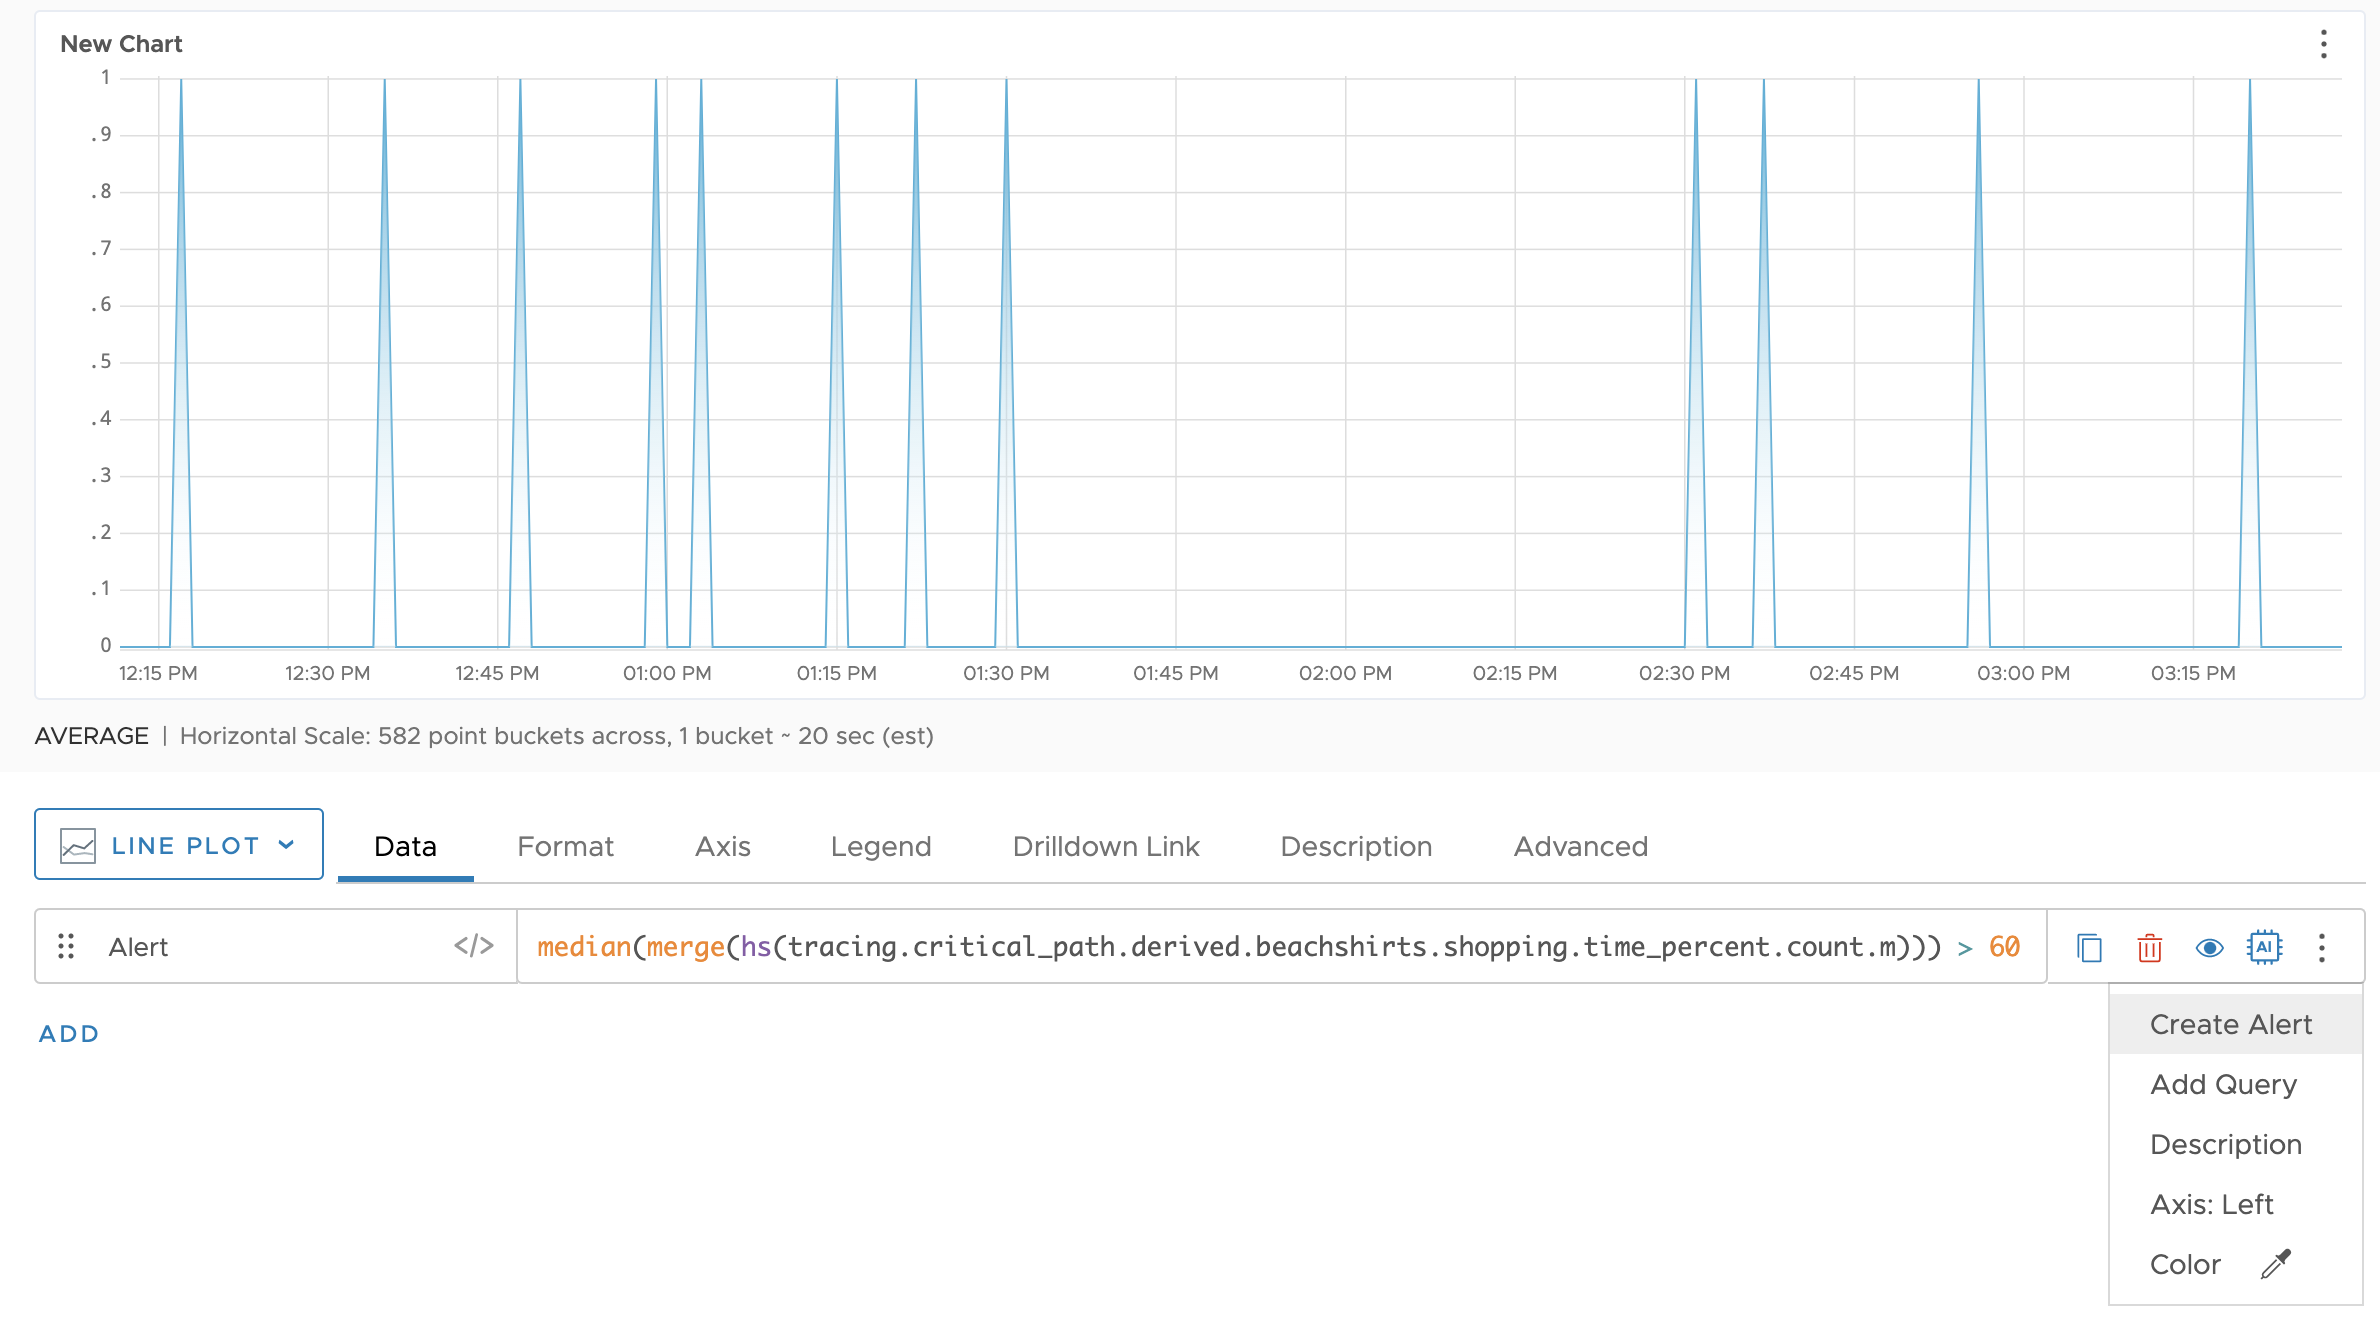 New Chart
1
.9
.8
.7
.6
.5
.4
.3
.2
.1
0
12:15 PM 12:30 PM 12:45 PM 01:00 PM 01:15 PM 01:30 PM 01:45 PM 02:00 PM 02:15 PM 02:30 PM 02:45 PM 03:00 PM 03:15 PM
AVERAGE | Horizontal Scale: 582 point buckets across, 1 bucket ~ 20 sec (est)
LINE PLOT Data Format Axis Legend Drilldown Link Description Advanced
Alert </> median(merge(hs(tracing.critical_path.derived.beachshirts.shopping.time_percent.count.m))) > 60 AI
ADD
Create Alert
Add Query
Description
Axis: Left
Color